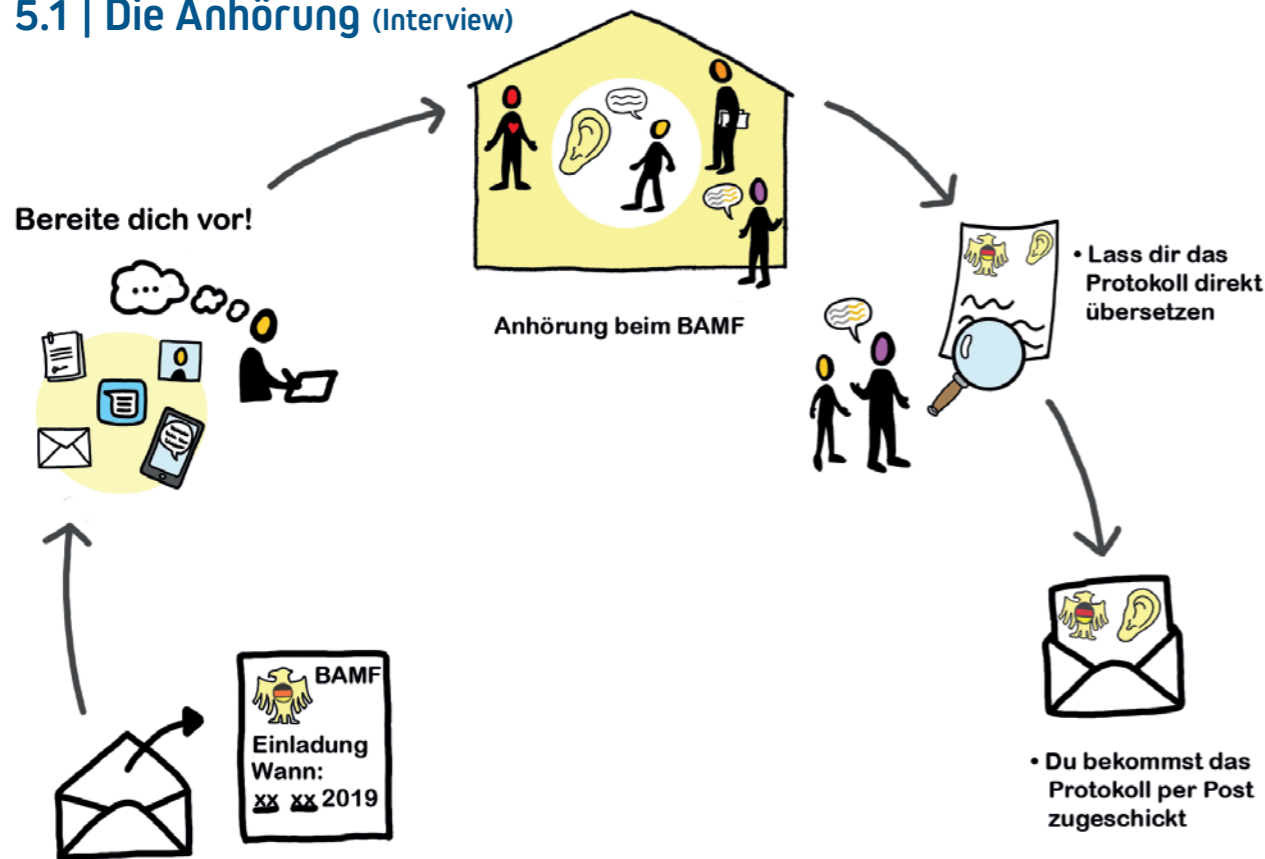 5.1 | Die Anhörung (Interview)
Bereite dich vor!
Anhörung beim BAMF
• Lass dir das
Protokoll direkt
übersetzen
BAMF
Einladung
Wann:
xx xx 2019
• Du bekommst das
Protokoll per Post
zugeschickt